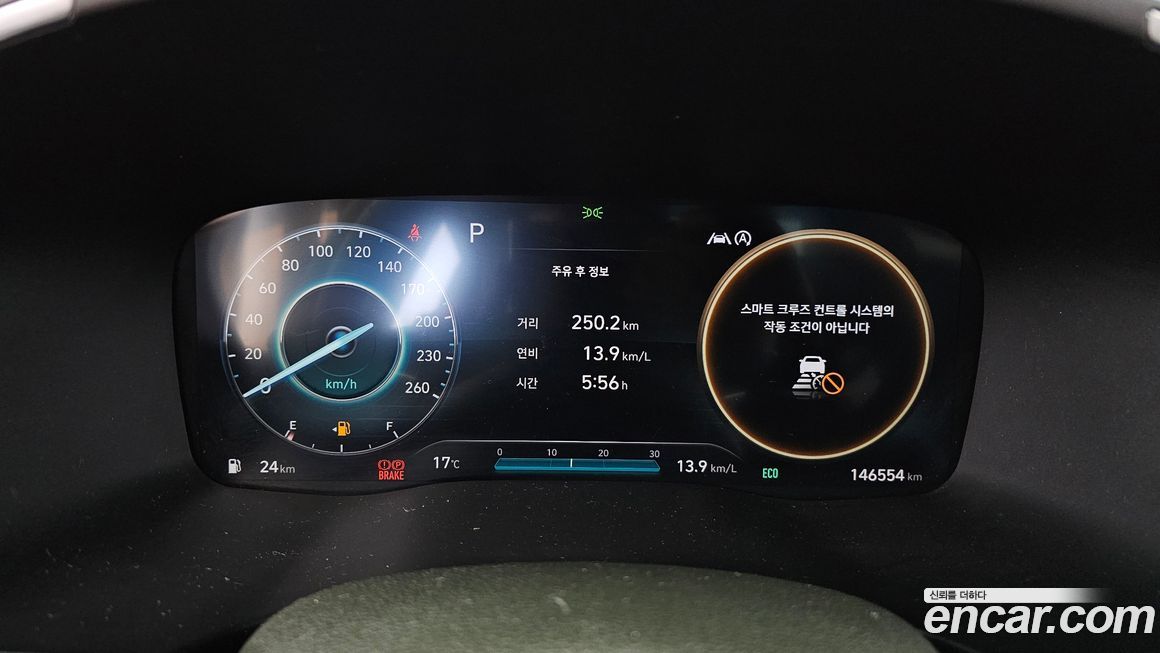 P
A
0
20
40
60
80
100
120
140
170
200
230
260
km/h
E
F
24 km
BRAKE
17℃
주유 후 정보
거리 250.2 km
연비 13.9 km/L
시간 5:56 h
0 10 20 30
13.9 km/L
스마트 크루즈 컨트롤 시스템의
작동 조건이 아닙니다
ECO
146554 km
신뢰를 더하다
encar.com